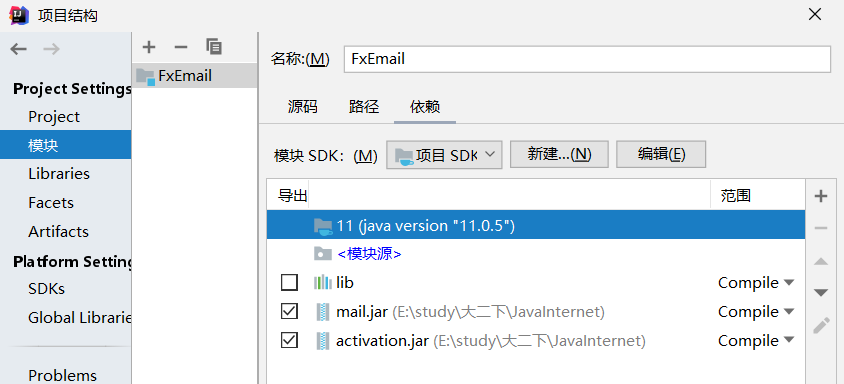 项目结构
Project Settings
Project
模块
Libraries
Facets
Artifacts
Platform Setting
SDKs
Global Librarie
Problems
FxEmail
名称:(M) FxEmail
源码 路径 依赖
模块 SDK: (M) 项目 SDK 新建...(N) 编辑(E)
导出 范围
11 (java version "11.0.5")
<模块源>
lib Compile
mail.jar (E:\study\大二下\JavaInternet) Compile
activation.jar (E:\study\大二下\JavaInternet) Compile